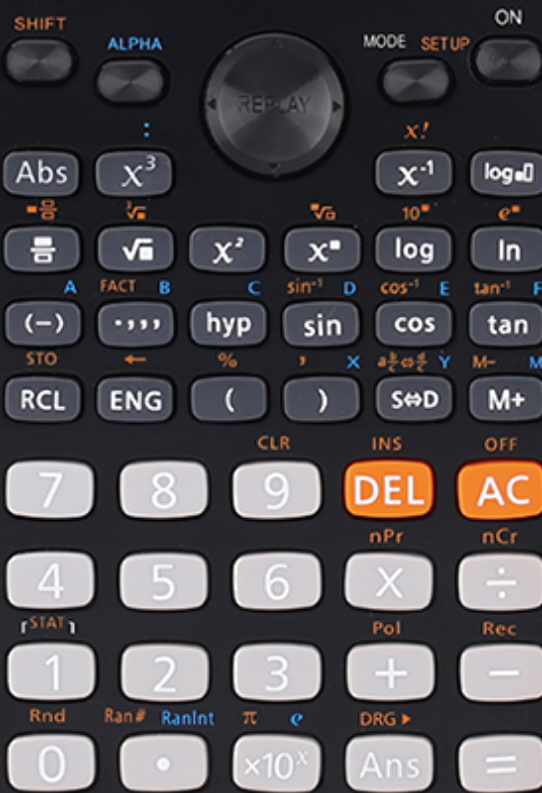 ON
SHIFT
ALPHA
MODE SETUP
REPLAY
: x!
Abs x³ x⁻¹ log▪▯
³√▪ ▪√▫ 10▪ e▪
√▪ x² x▪ log ln
A FACT B C sin⁻¹ D cos⁻¹ E tan⁻¹ F
(−) ·,,, hyp sin cos tan
STO ← % , X a b/c⇔d/c Y M− M
RCL ENG ( ) S⇔D M+
CLR INS OFF
7 8 9 DEL AC
nPr nCr
4 5 6 × ÷
STAT Pol Rec
1 2 3 + −
Rnd Ran# RanInt π e DRG▶
0 · ×10ˣ Ans =